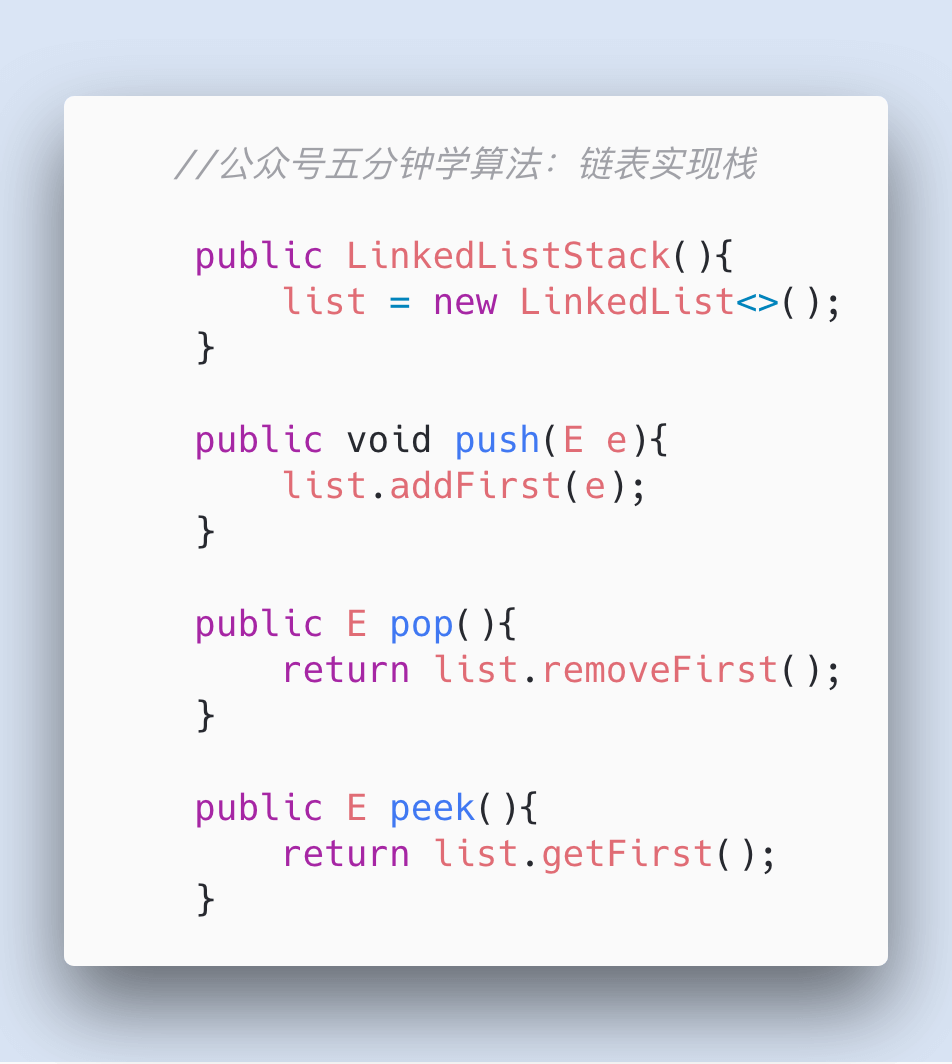 //公众号五分钟学算法：链表实现栈
public LinkedListStack(){
list = new LinkedList<>();
}
public void push(E e){
list.addFirst(e);
}
public E pop(){
return list.removeFirst();
}
public E peek(){
return list.getFirst();
}